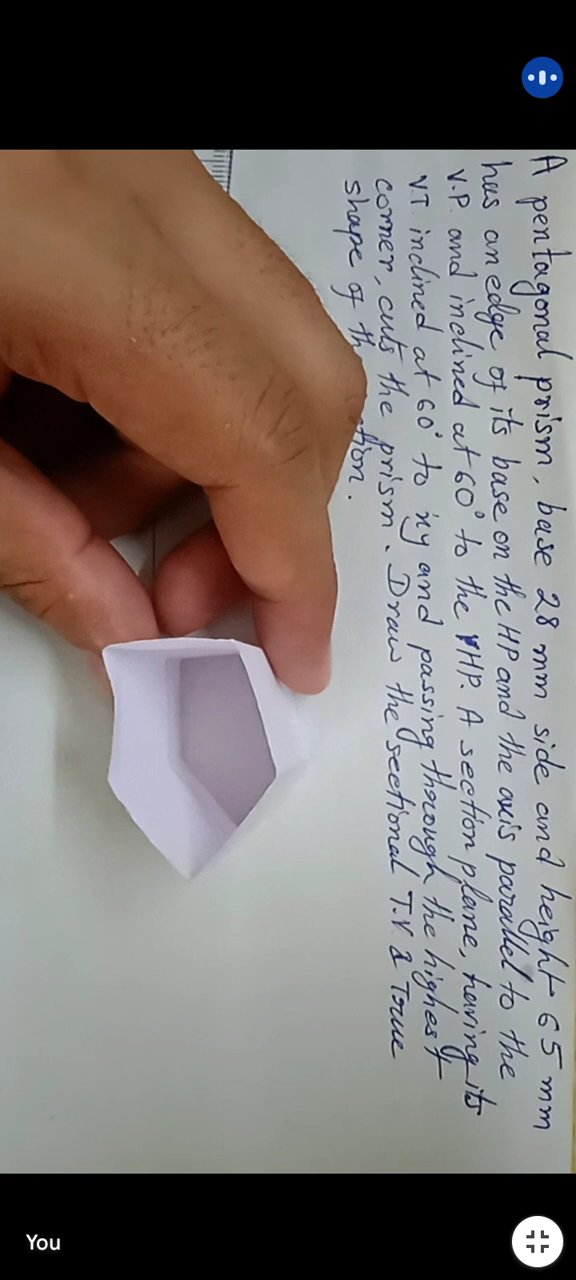 A pentagonal prism, base 28 mm side and height 65 mm
has an edge of its base on the HP and the axis parallel to the
V.P. and inclined at 60° to the HP. A section plane, having its
V.T. inclined at 60° to xy and passing through the highest
corner, cuts the prism. Draw the sectional T.V. & True
shape of th ction.
You